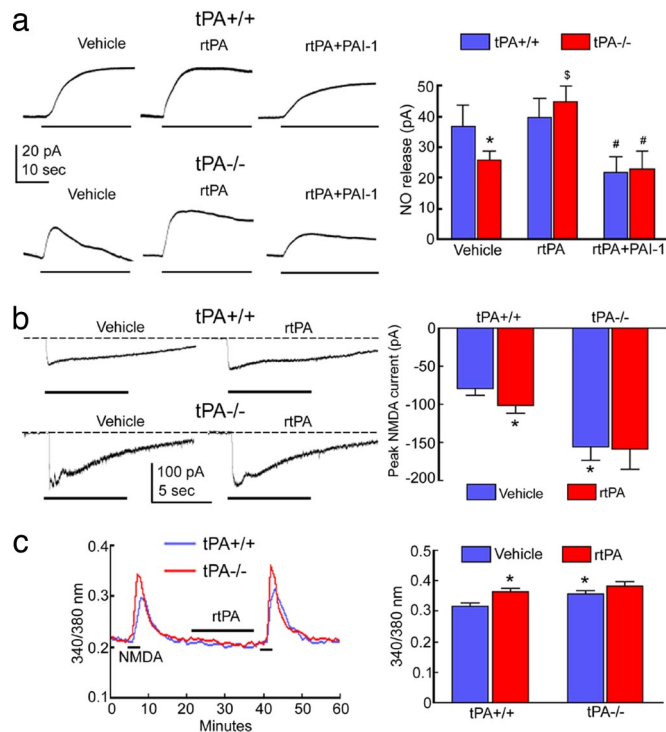 a
tPA+/+
Vehicle
rtPA
rtPA+PAI-1
20 pA
10 sec
tPA-/-
Vehicle
rtPA
rtPA+PAI-1
tPA+/+
tPA-/-
NO release (pA)
50
40
30
20
10
0
*
$
#
#
Vehicle
rtPA
rtPA+PAI-1
b
tPA+/+
Vehicle
rtPA
tPA-/-
Vehicle
rtPA
100 pA
5 sec
tPA+/+
tPA-/-
Peak NMDA current (pA)
0
-50
-100
-150
-200
*
*
Vehicle
rtPA
c
tPA+/+
tPA-/-
340/380 nm
0.4
0.3
0.2
0.1
rtPA
NMDA
0 10 20 30 40 50 60
Minutes
Vehicle
rtPA
340/380 nm
0.4
0.3
0.2
0.1
0
*
*
tPA+/+
tPA-/-